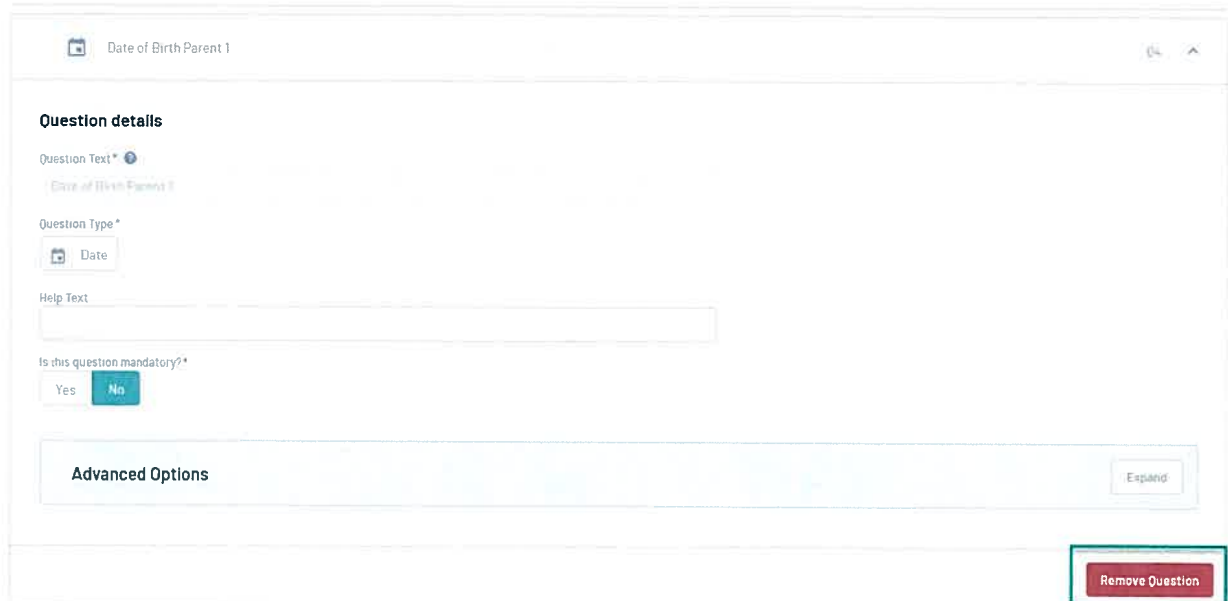 Date of Birth Parent 1
Question details
Question Text*
Date of Birth Parent 1
Question Type*
Date
Help Text
Is this question mandatory?*
Yes No
Advanced Options
Expand
Remove Question